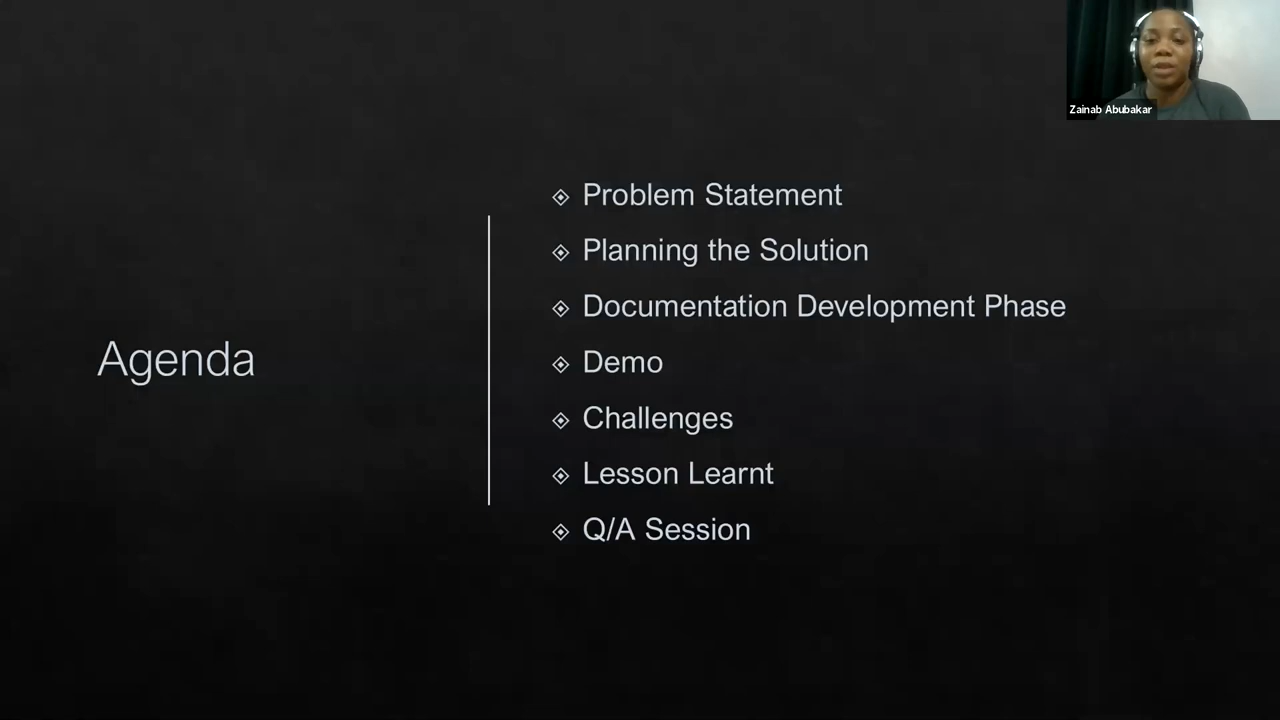 Zainab Abubakar
Agenda
Problem Statement
Planning the Solution
Documentation Development Phase
Demo
Challenges
Lesson Learnt
Q/A Session